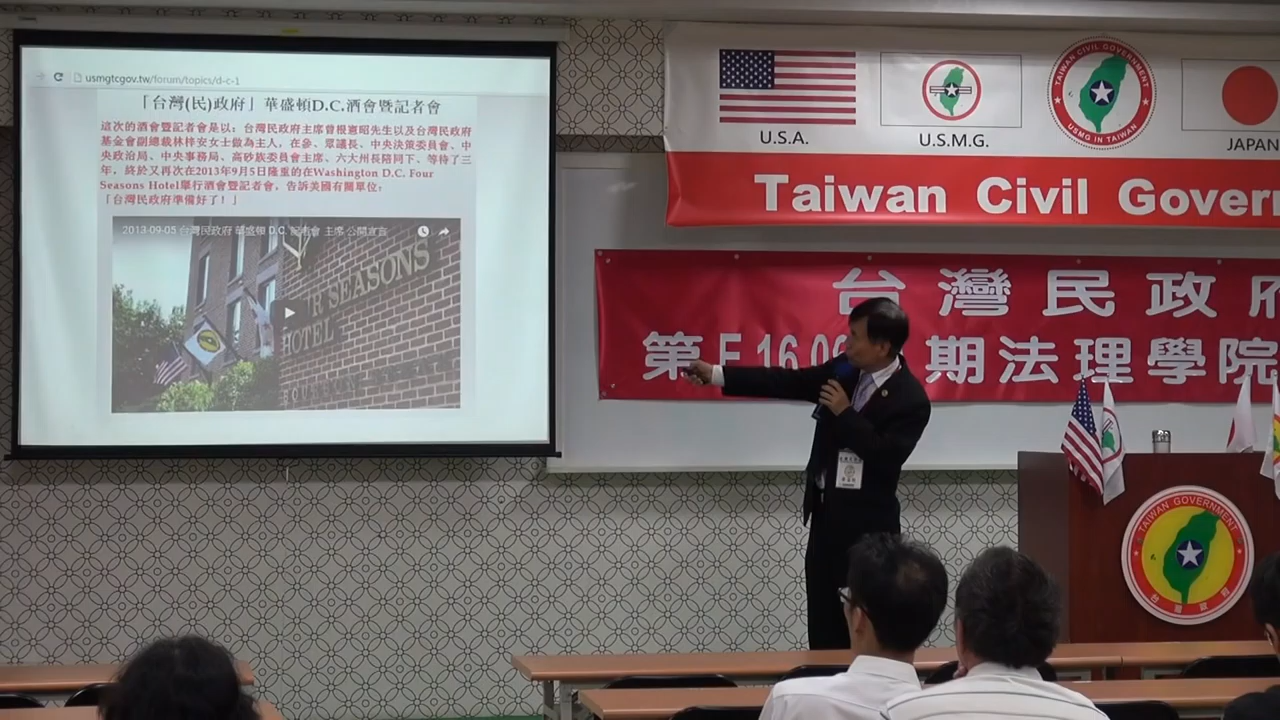 usmgtcgov.tw/forum/topics/d-c-1
「台灣(民)政府」華盛頓D.C.酒會暨記者會
這次的酒會暨記者會是以：台灣民政府主席曾根憲昭先生以及台灣民政府
基金會副總裁林梓安女士做為主人，在參、眾議長、中央決策委員會、中
央政治局、中央事務局、高砂族委員會主席、六大州長陪同下、等待了三
年，終於又再次在2013年9月5日隆重的在Washington D.C. Four
Seasons Hotel舉行酒會暨記者會，告訴美國有關單位：
「台灣民政府準備好了！」
2013-09-05 台灣民政府 華盛頓 D.C. 記者會 主席 公開宣言
R SEASONS
HOTEL
U.S.A.
U.S.M.G.
TAIWAN CIVIL GOVERNMENT
USMG IN TAIWAN
JAPAN
Taiwan Civil Gover
台灣民政府
第 F 16 0 期法理學院
TAIWAN GOVERNMENT
台灣政府